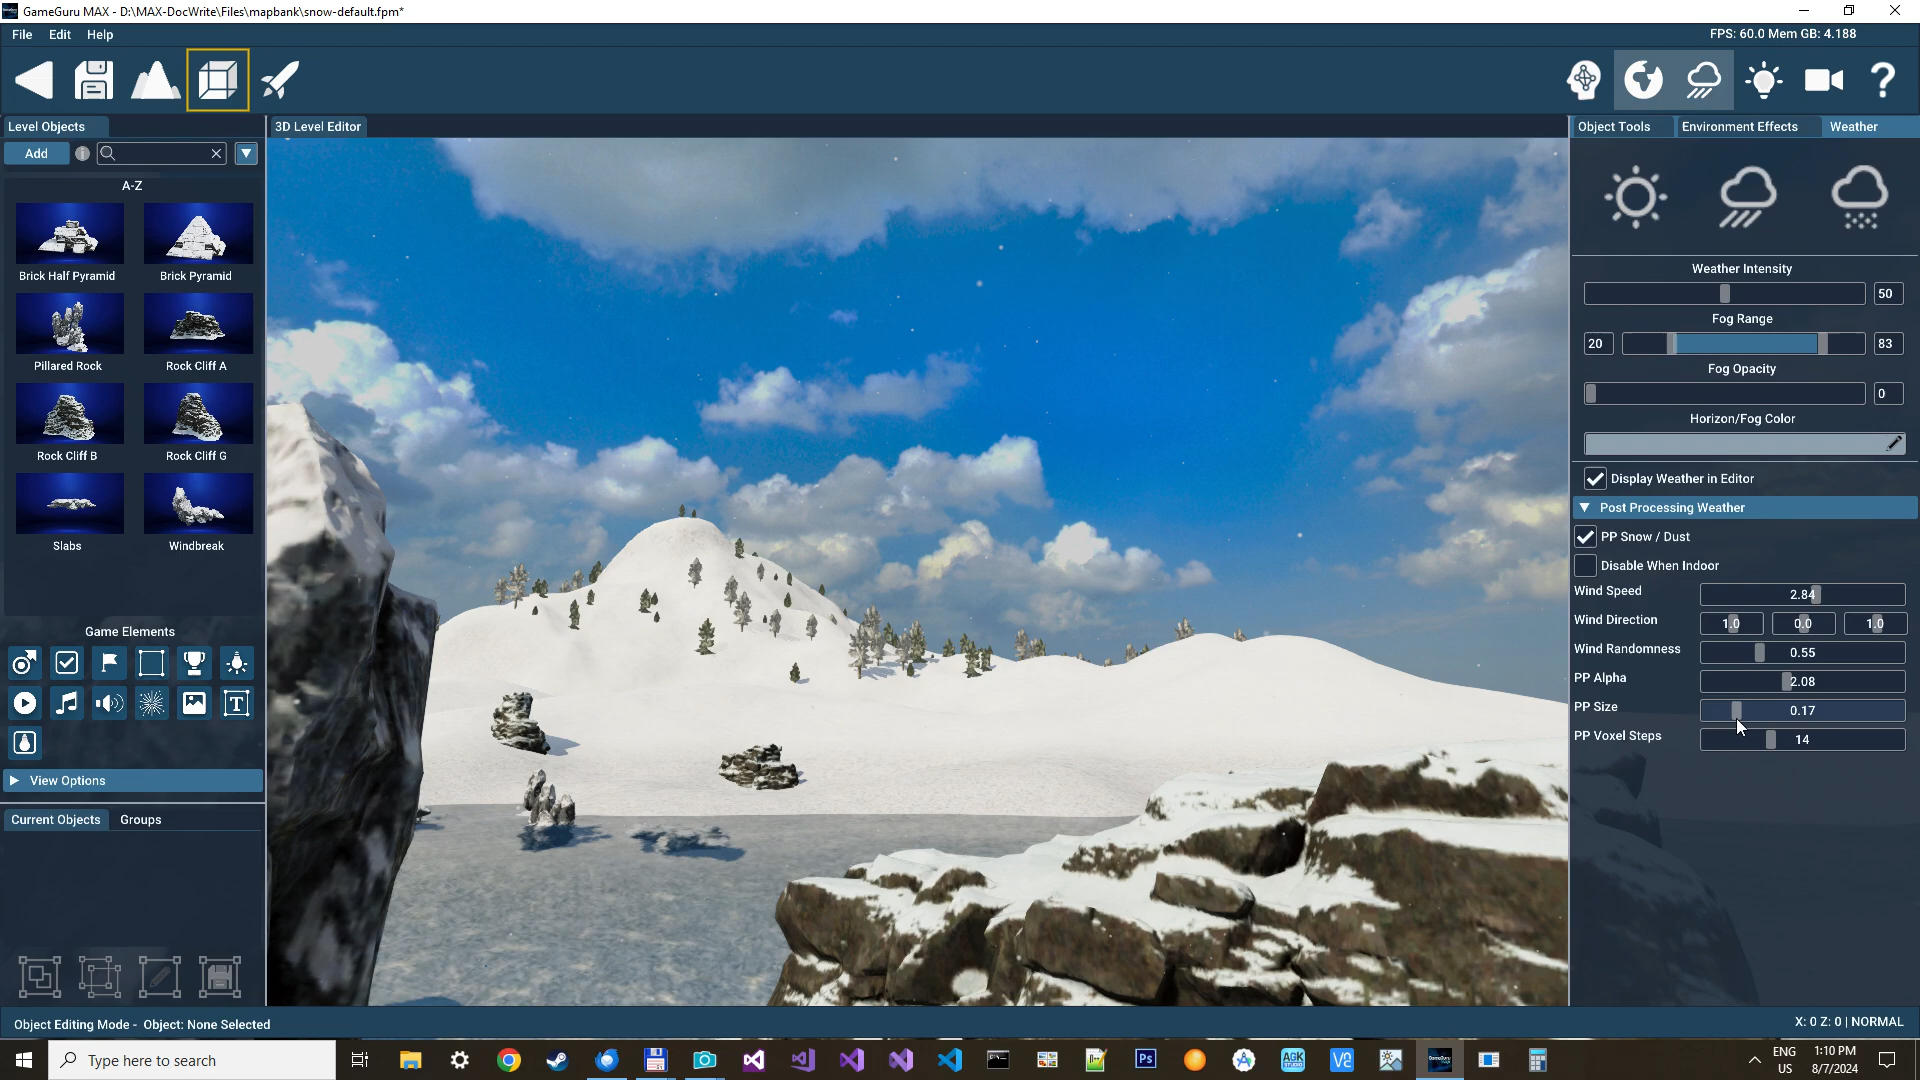 GameGuru MAX - D:\MAX-DocWrite\Files\mapbank\snow-default.fpm*
File Edit Help
FPS: 60.0 Mem GB: 4.188
Level Objects
3D Level Editor
Object Tools Environment Effects Weather
Add
A-Z
Brick Half Pyramid Brick Pyramid
Pillared Rock Rock Cliff A
Rock Cliff B Rock Cliff G
Slabs Windbreak
Game Elements
View Options
Current Objects Groups
Weather Intensity
50
Fog Range
20 83
Fog Opacity
0
Horizon/Fog Color
Display Weather in Editor
Post Processing Weather
PP Snow / Dust
Disable When Indoor
Wind Speed 2.84
Wind Direction 1.0 0.0 1.0
Wind Randomness 0.55
PP Alpha 2.08
PP Size 0.17
PP Voxel Steps 14
Object Editing Mode - Object: None Selected
X: 0 Z: 0 | NORMAL
Type here to search
Ps
AGK
ENG
US
1:10 PM
8/7/2024